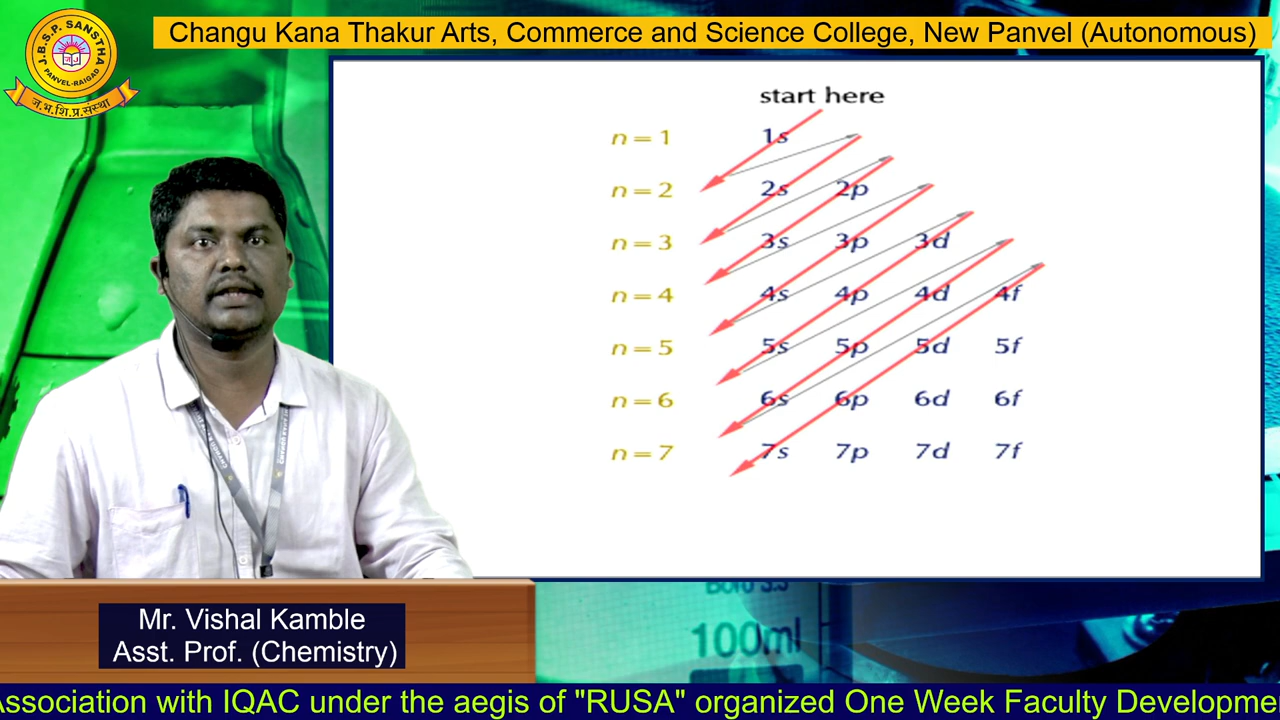 Changu Kana Thakur Arts, Commerce and Science College, New Panvel (Autonomous)
J.B.S.P. SANSTHA
PANVEL-RAIGAD
ज.भ.शि.प्र.संस्था
start here
n = 1 1s
n = 2 2s 2p
n = 3 3s 3p 3d
n = 4 4s 4p 4d 4f
n = 5 5s 5p 5d 5f
n = 6 6s 6p 6d 6f
n = 7 7s 7p 7d 7f
100ml
Mr. Vishal Kamble
Asst. Prof. (Chemistry)
Association with IQAC under the aegis of "RUSA" organized One Week Faculty Developme